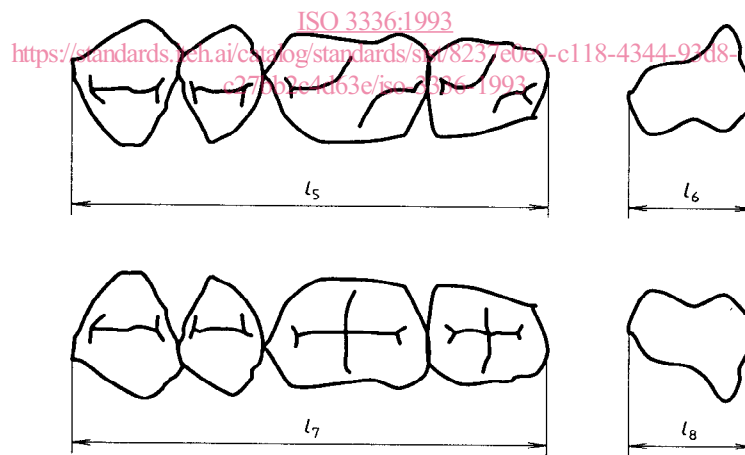 ISO 3336:1993
https://standards.iteh.ai/catalog/standards/sist/8237e0e9-c118-4344-93d8-
c27bb2c4d63e/iso-3336-1993
l5
l6
l7
l8